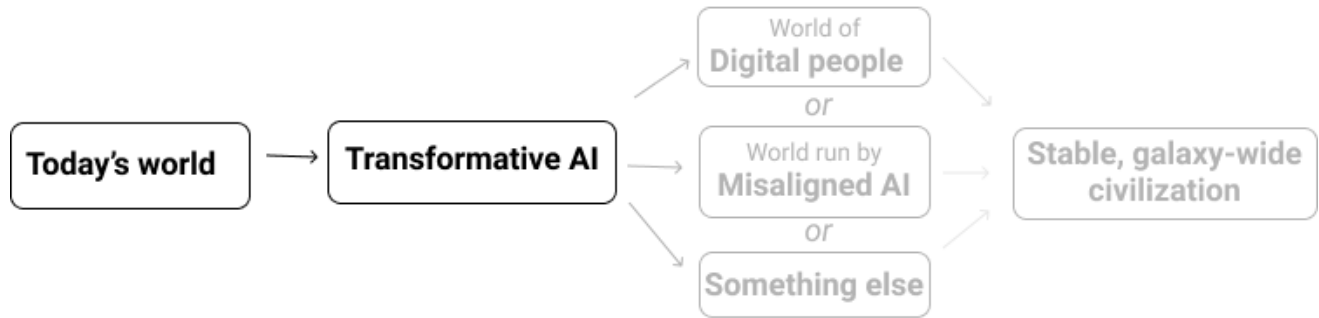 Today’s world
Transformative AI
World of
Digital people
or
World run by
Misaligned AI
or
Something else
Stable, galaxy-wide
civilization